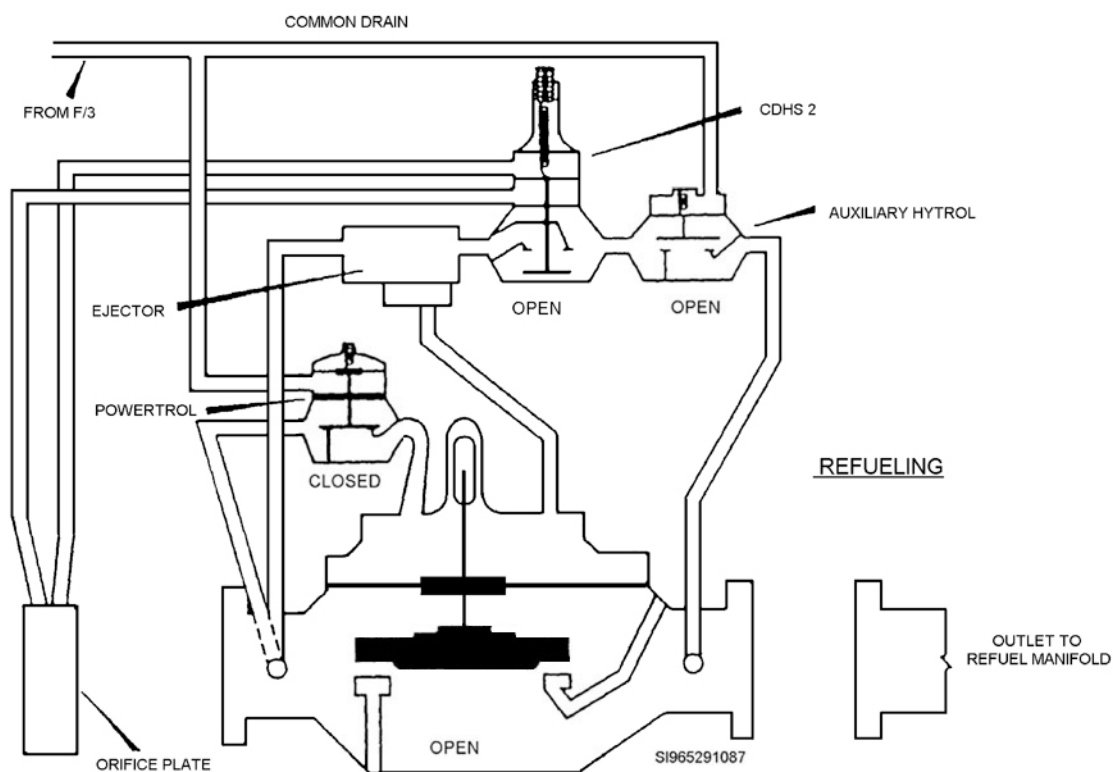 COMMON DRAIN
FROM F/3
CDHS 2
AUXILIARY HYTROL
EJECTOR
OPEN
OPEN
POWERTROL
CLOSED
REFUELING
OUTLET TO
REFUEL MANIFOLD
OPEN
SI965291087
ORIFICE PLATE